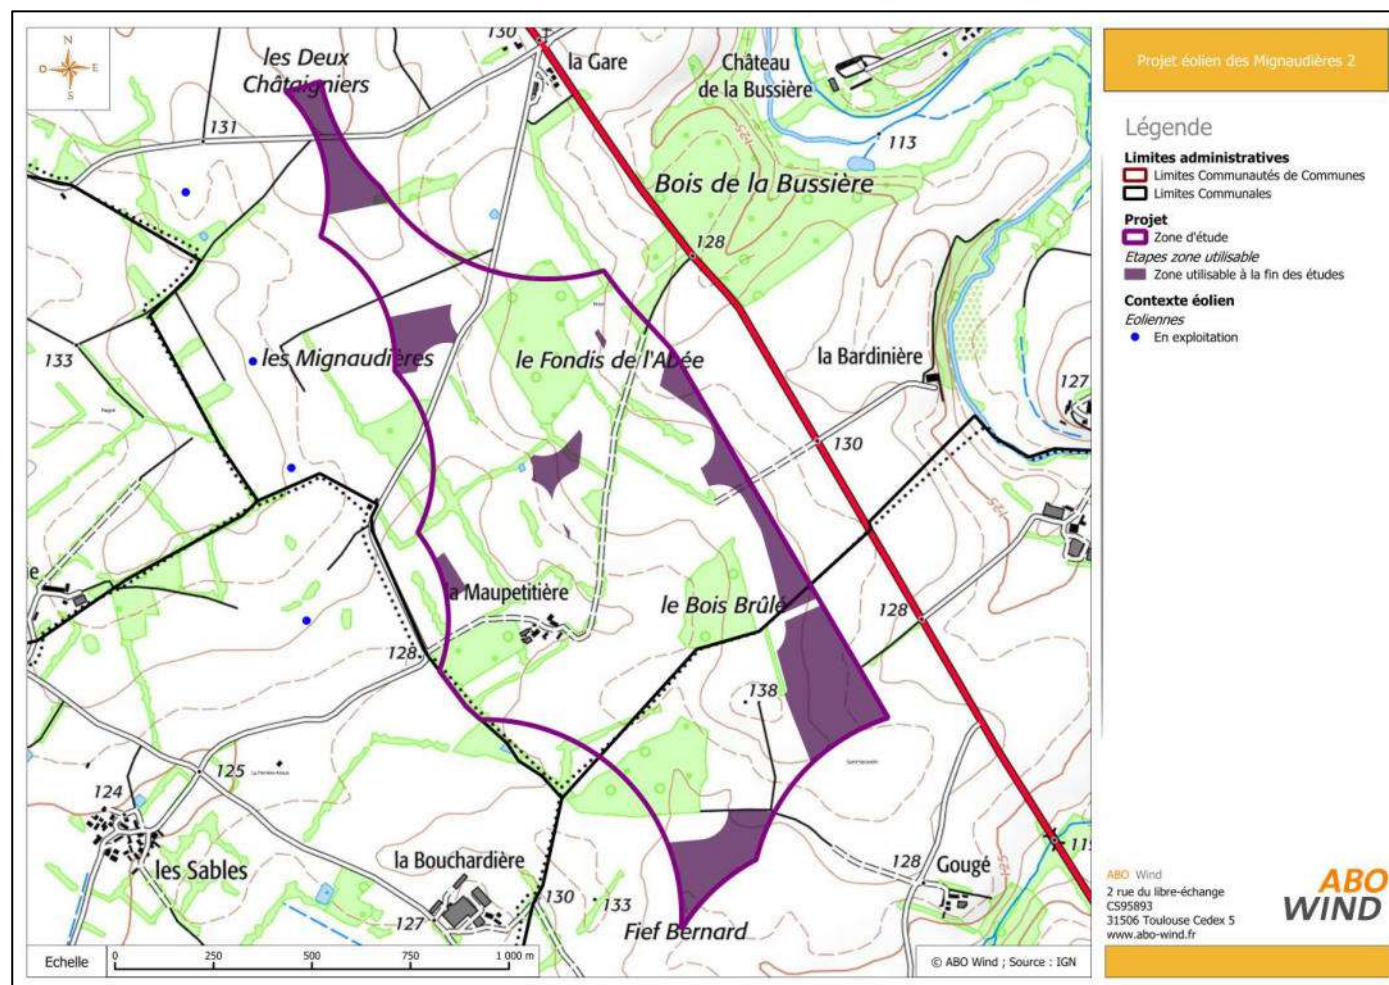 N
O
E
S
les Deux
Châtaigniers
130
la Gare
Château
de la Bussière
131
125
113
Bois de la Bussière
128
133
les Mignaudières
le Fondis de l'Abée
la Bardinière
127
130
125
la Maupetitière
le Bois Brûlé
128
128
138
125
124
les Sables
la Bouchardière
127
130
133
Fief Bernard
128
Gougé
125
119
Echelle
0
250
500
750
1 000 m
© ABO Wind ; Source : IGN
Projet éolien des Mignaudières 2
Légende
Limites administratives
Limites Communautés de Communes
Limites Communales
Projet
Zone d'étude
Etapes zone utilisable
Zone utilisable à la fin des études
Contexte éolien
Eoliennes
En exploitation
ABO Wind
2 rue du libre-échange
CS95893
31506 Toulouse Cedex 5
www.abo-wind.fr
ABO
WIND